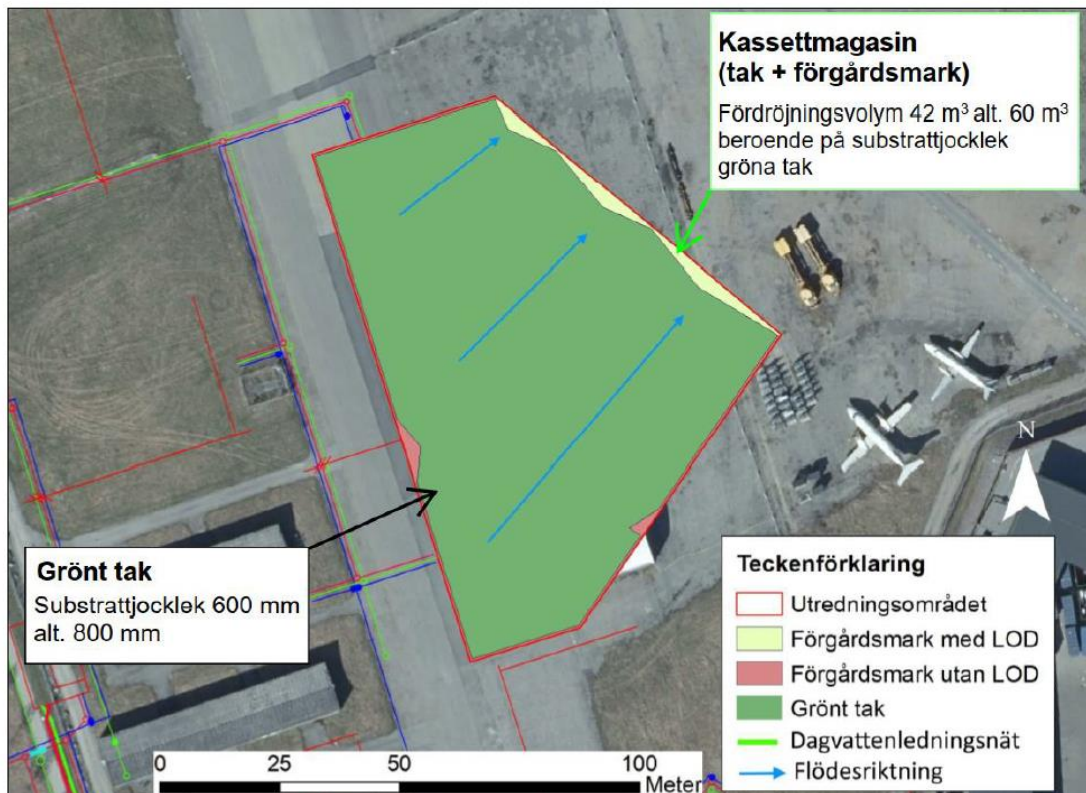 Kassettmagasin
(tak + förgårdsmark)
Fördröjningsvolym 42 m³ alt. 60 m³
beroende på substrattjocklek
gröna tak
N
Grönt tak
Substrattjocklek 600 mm
alt. 800 mm
Teckenförklaring
Utredningsområdet
Förgårdsmark med LOD
Förgårdsmark utan LOD
Grönt tak
Dagvattenledningsnät
Flödesriktning
0 25 50 100
Meter